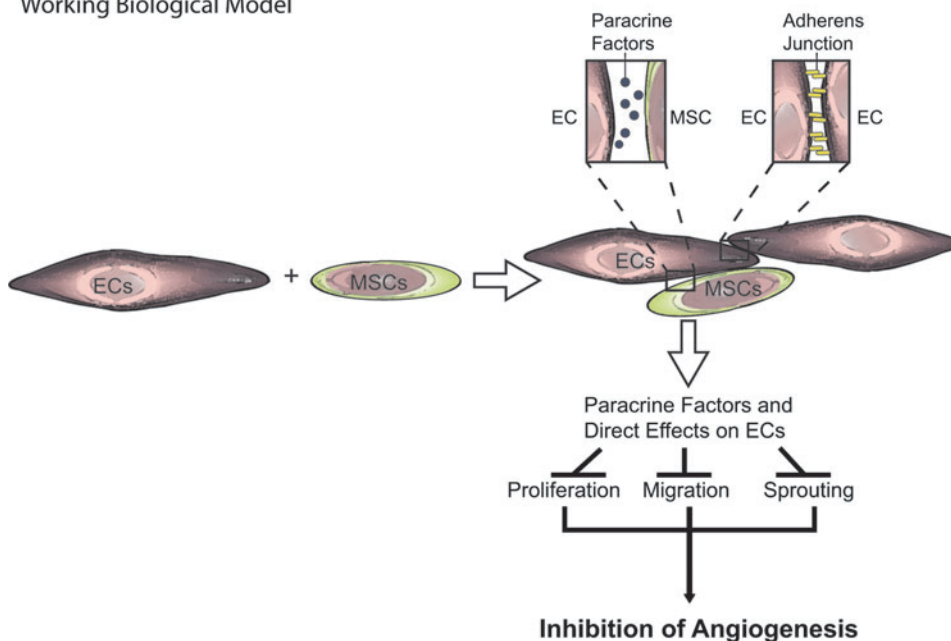 Working Biological Model
Paracrine
Factors
Adherens
Junction
EC
MSC
EC
EC
ECs
+
MSCs
ECs
MSCs
Paracrine Factors and
Direct Effects on ECs
Proliferation
Migration
Sprouting
Inhibition of Angiogenesis